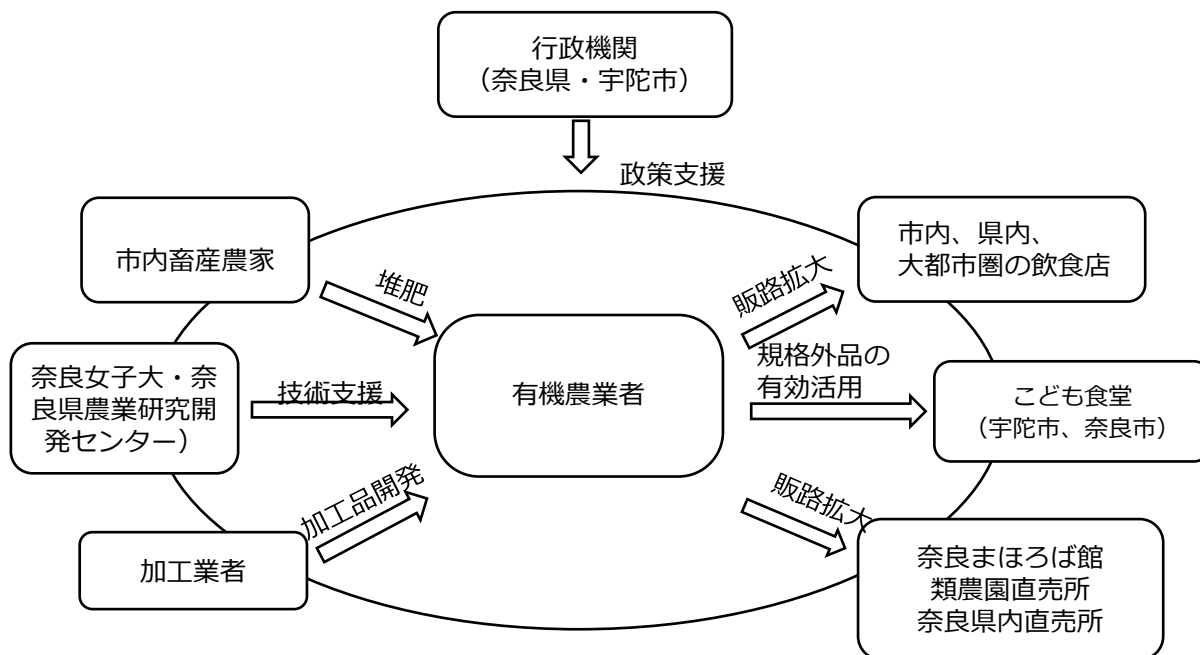 行政機関
（奈良県・宇陀市）
政策支援
市内畜産農家
堆肥
販路拡大
市内、県内、
大都市圏の飲食店
奈良女子大・奈
良県農業研究開
発センター）
技術支援
有機農業者
規格外品の
有効活用
こども食堂
（宇陀市、奈良市）
加工業者
加工品開発
販路拡大
奈良まほろば館
類農園直売所
奈良県内直売所